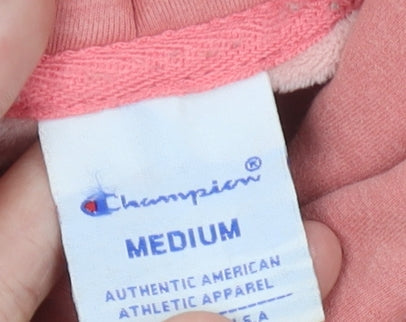 Champion®
MEDIUM
AUTHENTIC AMERICAN
ATHLETIC APPAREL